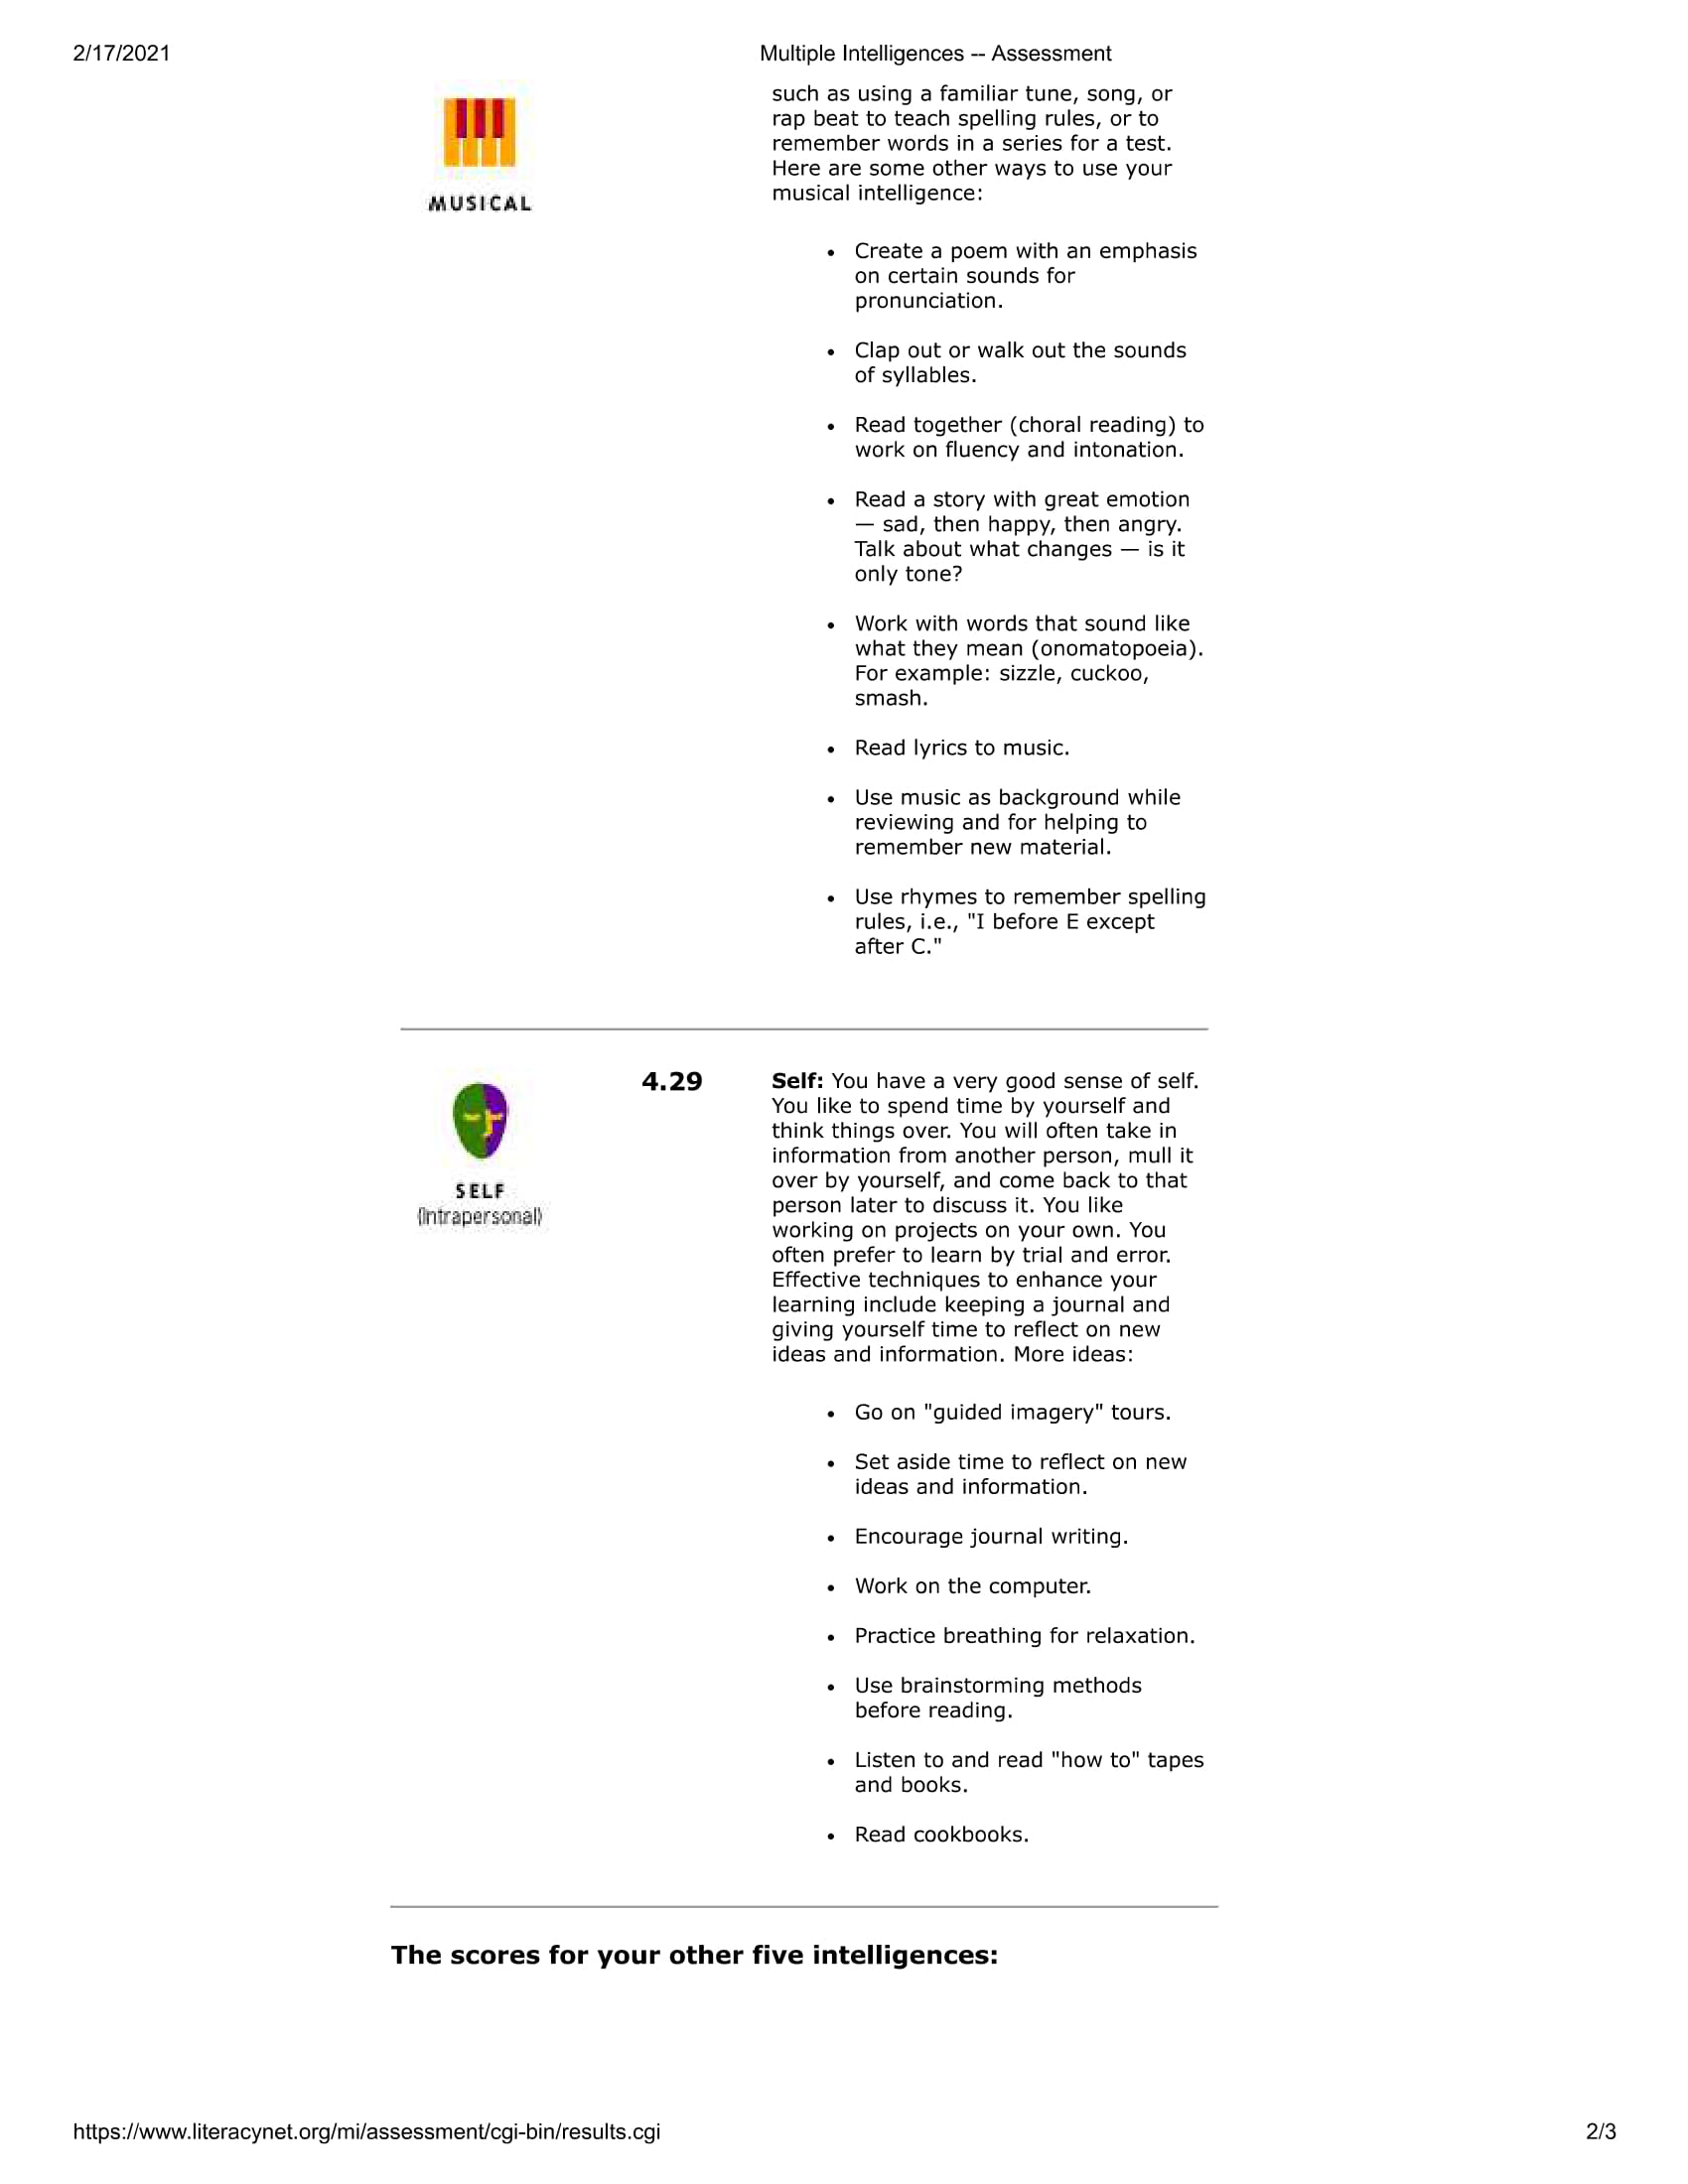 2/17/2021
Multiple Intelligences -- Assessment
MUSICAL
such as using a familiar tune, song, or
rap beat to teach spelling rules, or to
remember words in a series for a test.
Here are some other ways to use your
musical intelligence:
• Create a poem with an emphasis
on certain sounds for
pronunciation.
• Clap out or walk out the sounds
of syllables.
• Read together (choral reading) to
work on fluency and intonation.
• Read a story with great emotion
— sad, then happy, then angry.
Talk about what changes — is it
only tone?
• Work with words that sound like
what they mean (onomatopoeia).
For example: sizzle, cuckoo,
smash.
• Read lyrics to music.
• Use music as background while
reviewing and for helping to
remember new material.
• Use rhymes to remember spelling
rules, i.e., "I before E except
after C."
SELF
(Intrapersonal)
4.29
Self: You have a very good sense of self.
You like to spend time by yourself and
think things over. You will often take in
information from another person, mull it
over by yourself, and come back to that
person later to discuss it. You like
working on projects on your own. You
often prefer to learn by trial and error.
Effective techniques to enhance your
learning include keeping a journal and
giving yourself time to reflect on new
ideas and information. More ideas:
• Go on "guided imagery" tours.
• Set aside time to reflect on new
ideas and information.
• Encourage journal writing.
• Work on the computer.
• Practice breathing for relaxation.
• Use brainstorming methods
before reading.
• Listen to and read "how to" tapes
and books.
• Read cookbooks.
The scores for your other five intelligences:
https://www.literacynet.org/mi/assessment/cgi-bin/results.cgi
2/3